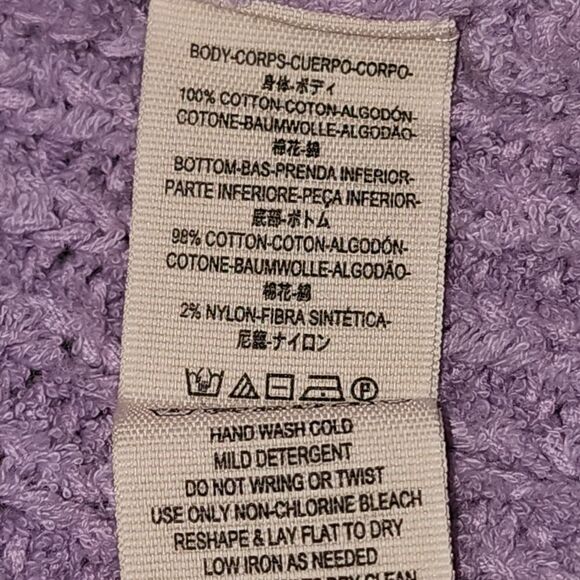 BODY-CORPS-CUERPO-CORPO-
身体-ボディ
100% COTTON-COTON-ALGODÓN-
COTONE-BAUMWOLLE-ALGODÃO-
棉花-綿
BOTTOM-BAS-PRENDA INFERIOR-
PARTE INFERIORE-PEÇA INFERIOR-
底部-ボトム
98% COTTON-COTON-ALGODÓN-
COTONE-BAUMWOLLE-ALGODÃO-
棉花-綿
2% NYLON-FIBRA SINTÉTICA-
尼龍-ナイロン
P
HAND WASH COLD
MILD DETERGENT
DO NOT WRING OR TWIST
USE ONLY NON-CHLORINE BLEACH
RESHAPE & LAY FLAT TO DRY
LOW IRON AS NEEDED
DRY CLEAN